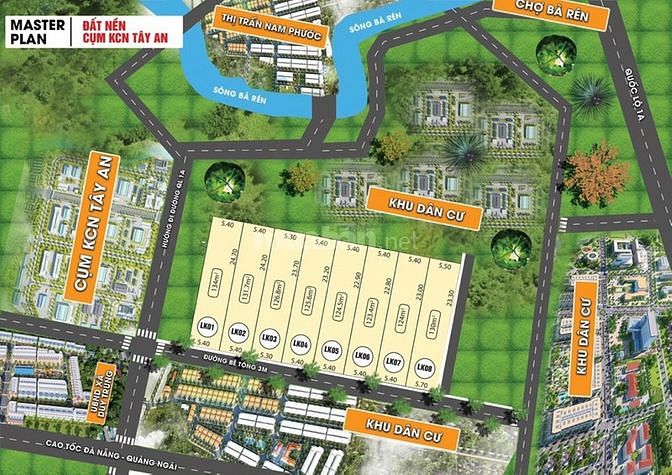 MASTER
PLAN
ĐẤT NỀN
CỤM KCN TÂY AN
THỊ TRẤN NAM PHƯỚC
SÔNG BÀ RÉN
SÔNG BÀ RÉN
CHỢ BÀ RÉN
QUỐC LỘ 1A
CỤM KCN TÂY AN
HƯỚNG ĐI ĐƯỜNG QL1A
KHU DÂN CƯ
5.40 5.40 5.30 5.40 5.40 5.40 5.40 5.50
24.70 24.20 23.70 23.20 22.90 22.80 23.00 23.30
134m² 131.7m² 126.8m² 125.6m² 124.5m² 123.4m² 124m² 130m²
LK01 LK02 LK03 LK04 LK05 LK06 LK07 LK08
5.40 5.40 5.40 5.40 5.40 5.40 5.40 5.70
ĐƯỜNG BÊ TÔNG 3M
KHU DÂN CƯ
UBND XÃ
DUY TRUNG
KHU DÂN CƯ
CAO TỐC ĐÀ NẴNG - QUẢNG NGÃI